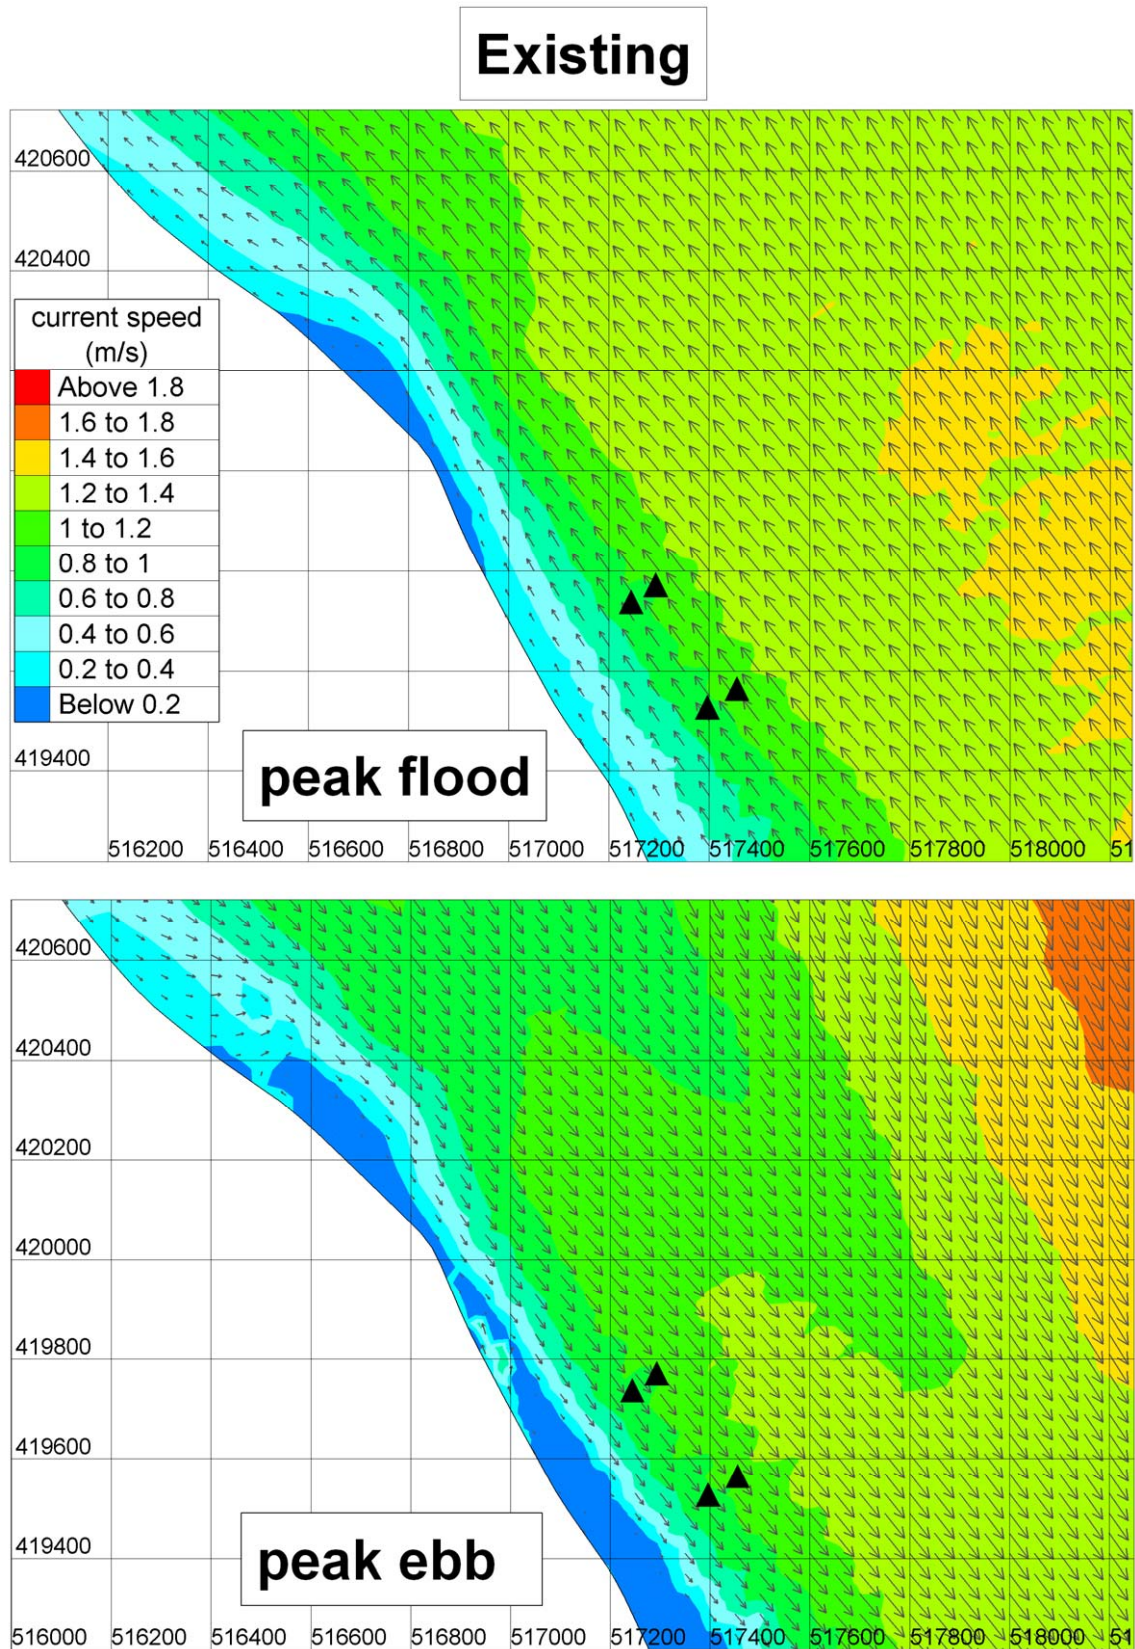 Existing
420600
420400
current speed
(m/s)
Above 1.8
1.6 to 1.8
1.4 to 1.6
1.2 to 1.4
1 to 1.2
0.8 to 1
0.6 to 0.8
0.4 to 0.6
0.2 to 0.4
Below 0.2
peak flood
419400
516200 516400 516600 516800 517000 517200 517400 517600 517800 518000 51
420600
420400
420200
420000
419800
419600
419400
peak ebb
516000 516200 516400 516600 516800 517000 517200 517400 517600 517800 518000 51